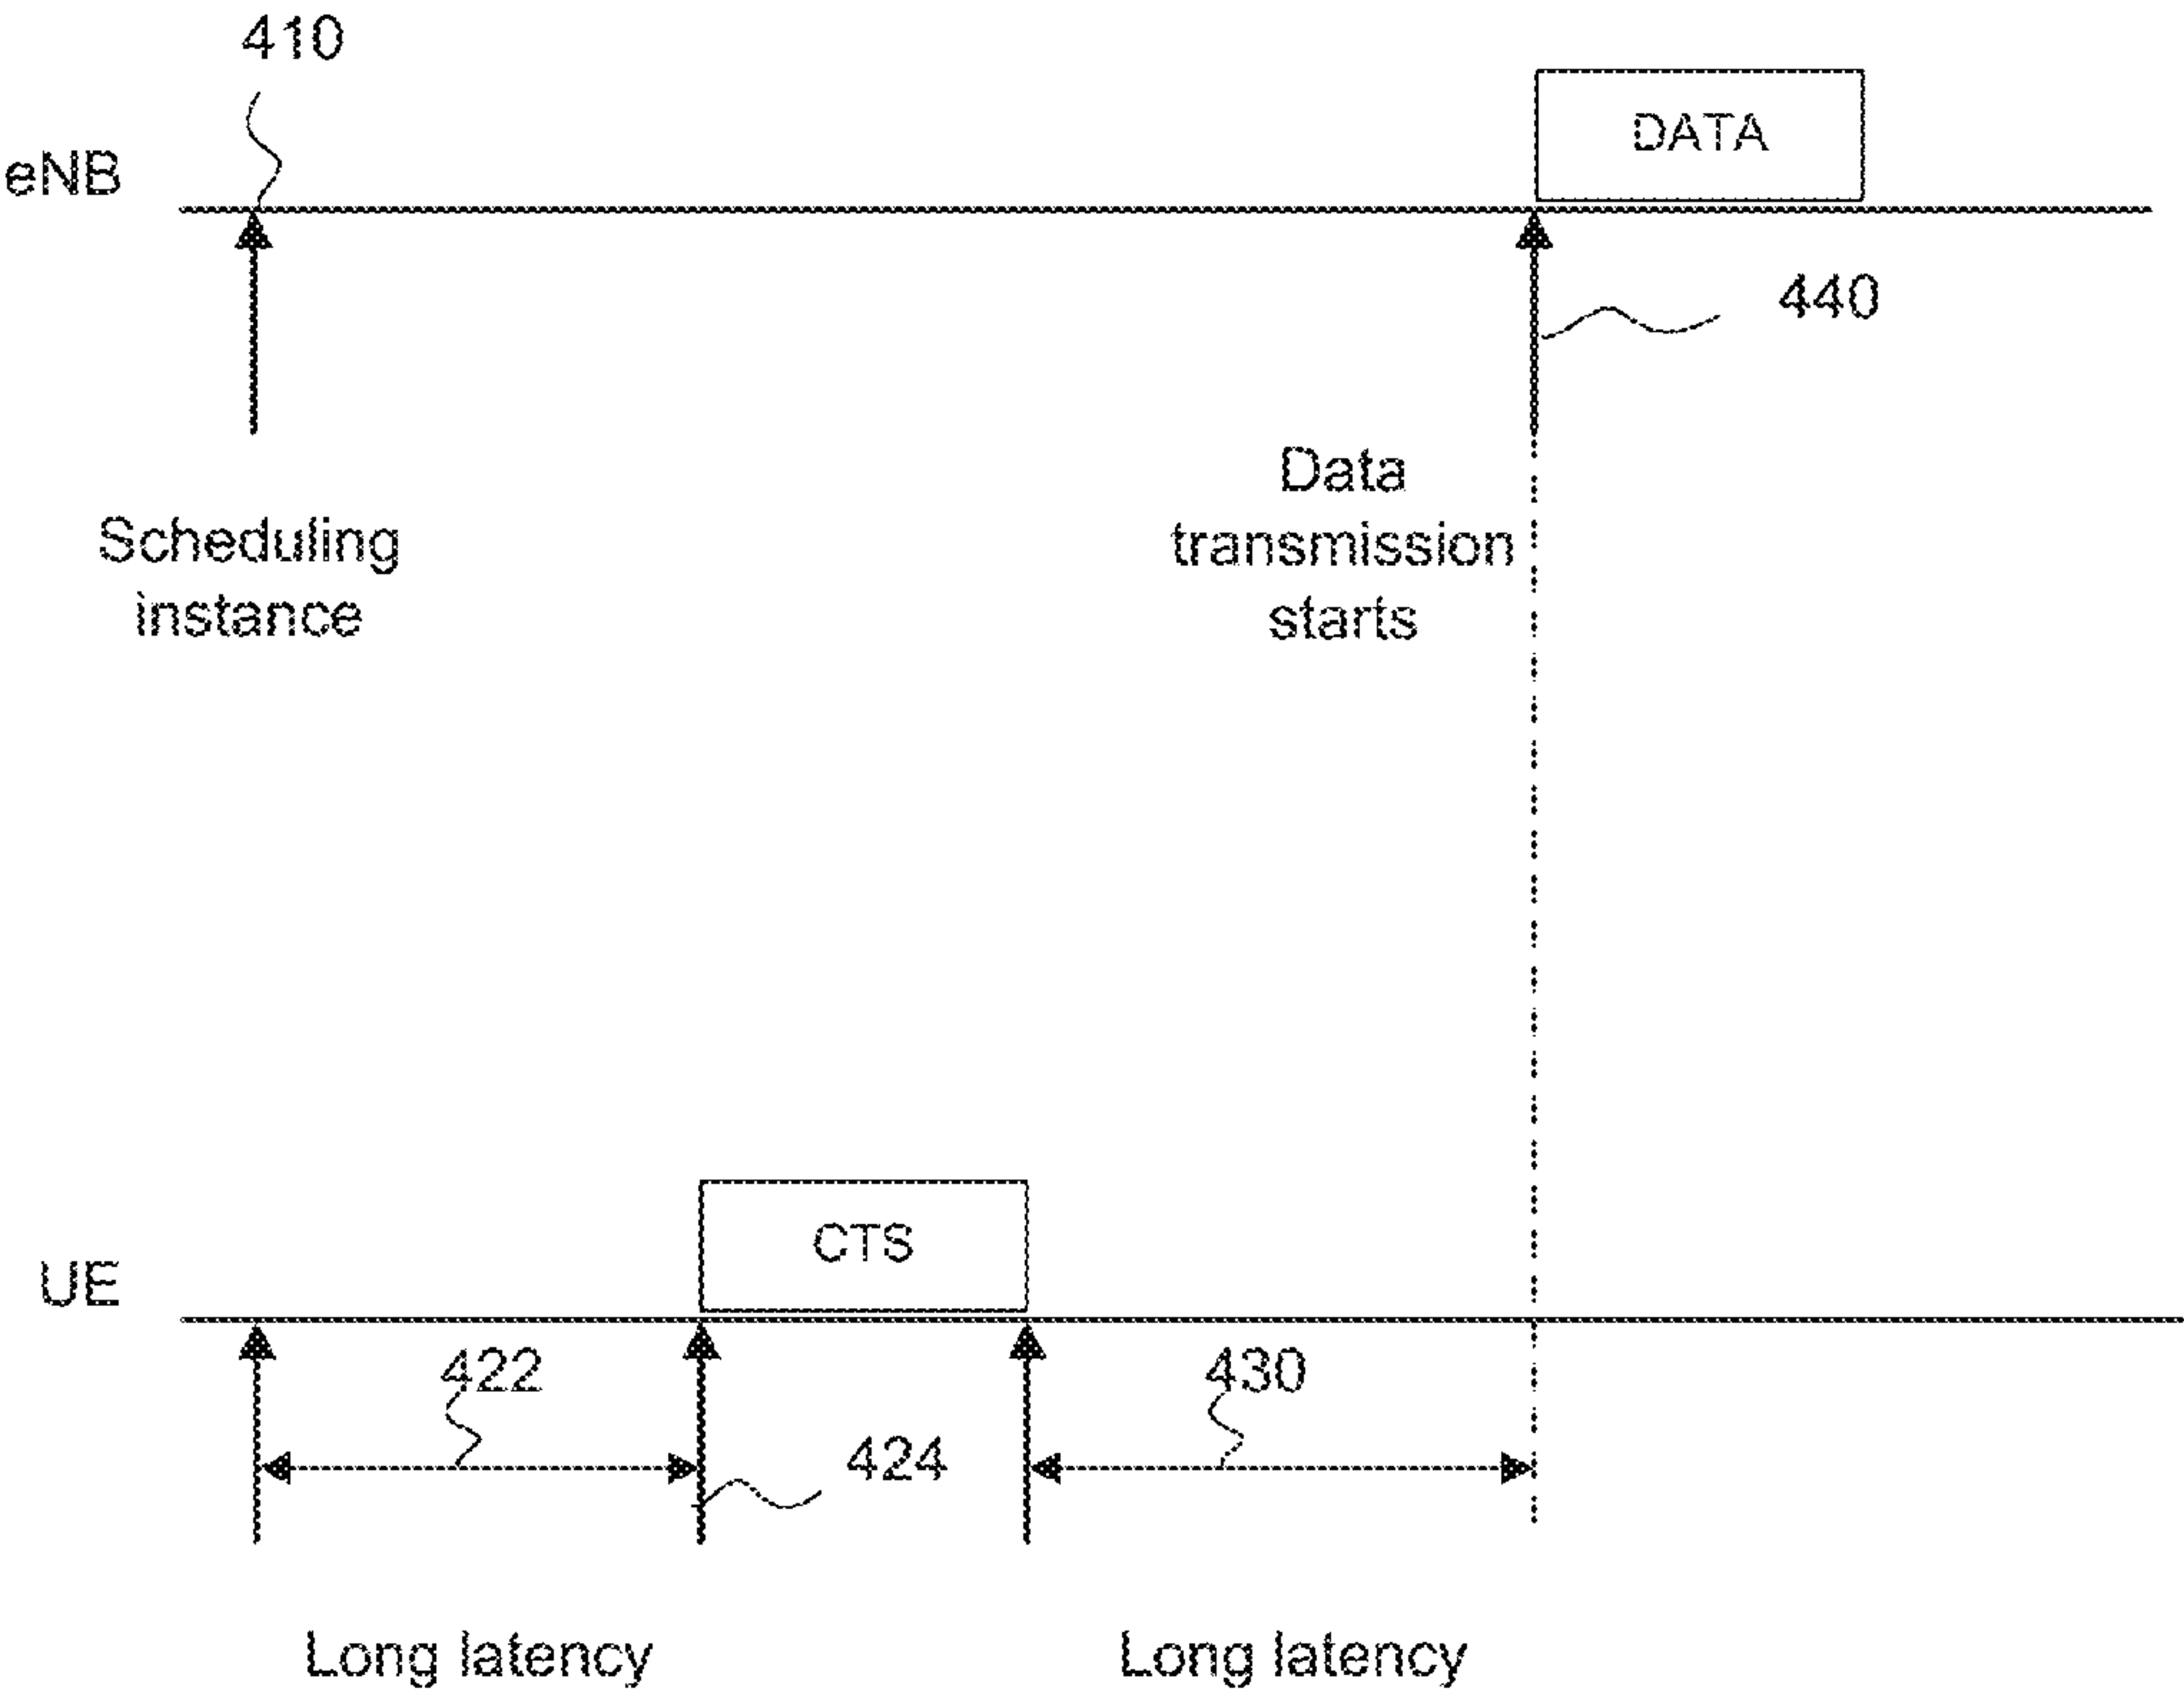 410
DATA
eNB
440
Data
transmission
starts
Scheduling
instance
CTS
UE
422
430
424
Long latency
Long latency